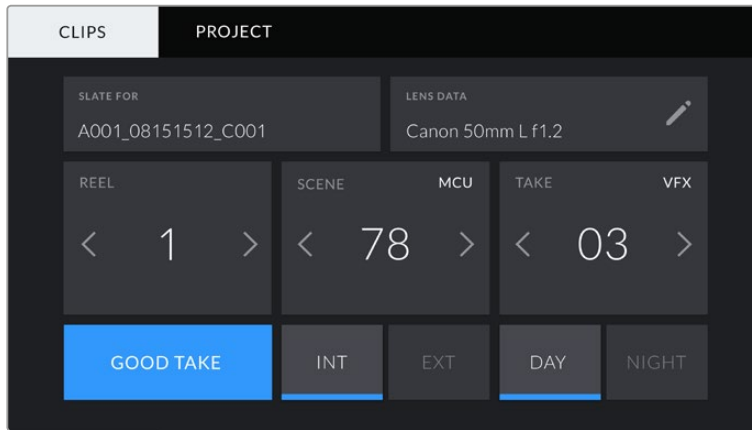 CLIPS PROJECT
SLATE FOR LENS DATA
A001_08151512_C001 Canon 50mm L f1.2
REEL SCENE MCU TAKE VFX
1 78 03
GOOD TAKE INT EXT DAY NIGHT